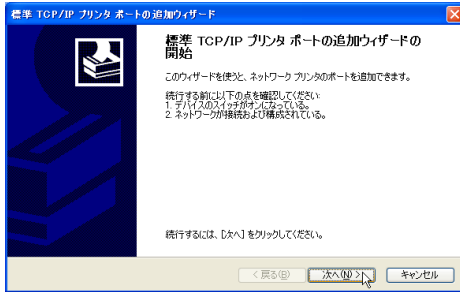 標準 TCP/IP プリンタ ポートの追加ウィザード
標準 TCP/IP プリンタ ポートの追加ウィザードの
開始
このウィザードを使うと、ネットワーク プリンタのポートを追加できます。
続行する前に以下の点を確認してください:
1. デバイスのスイッチがオンになっている。
2. ネットワークが接続および構成されている。
続行するには、[次へ] をクリックしてください。
< 戻る(B) 次へ(N) > キャンセル